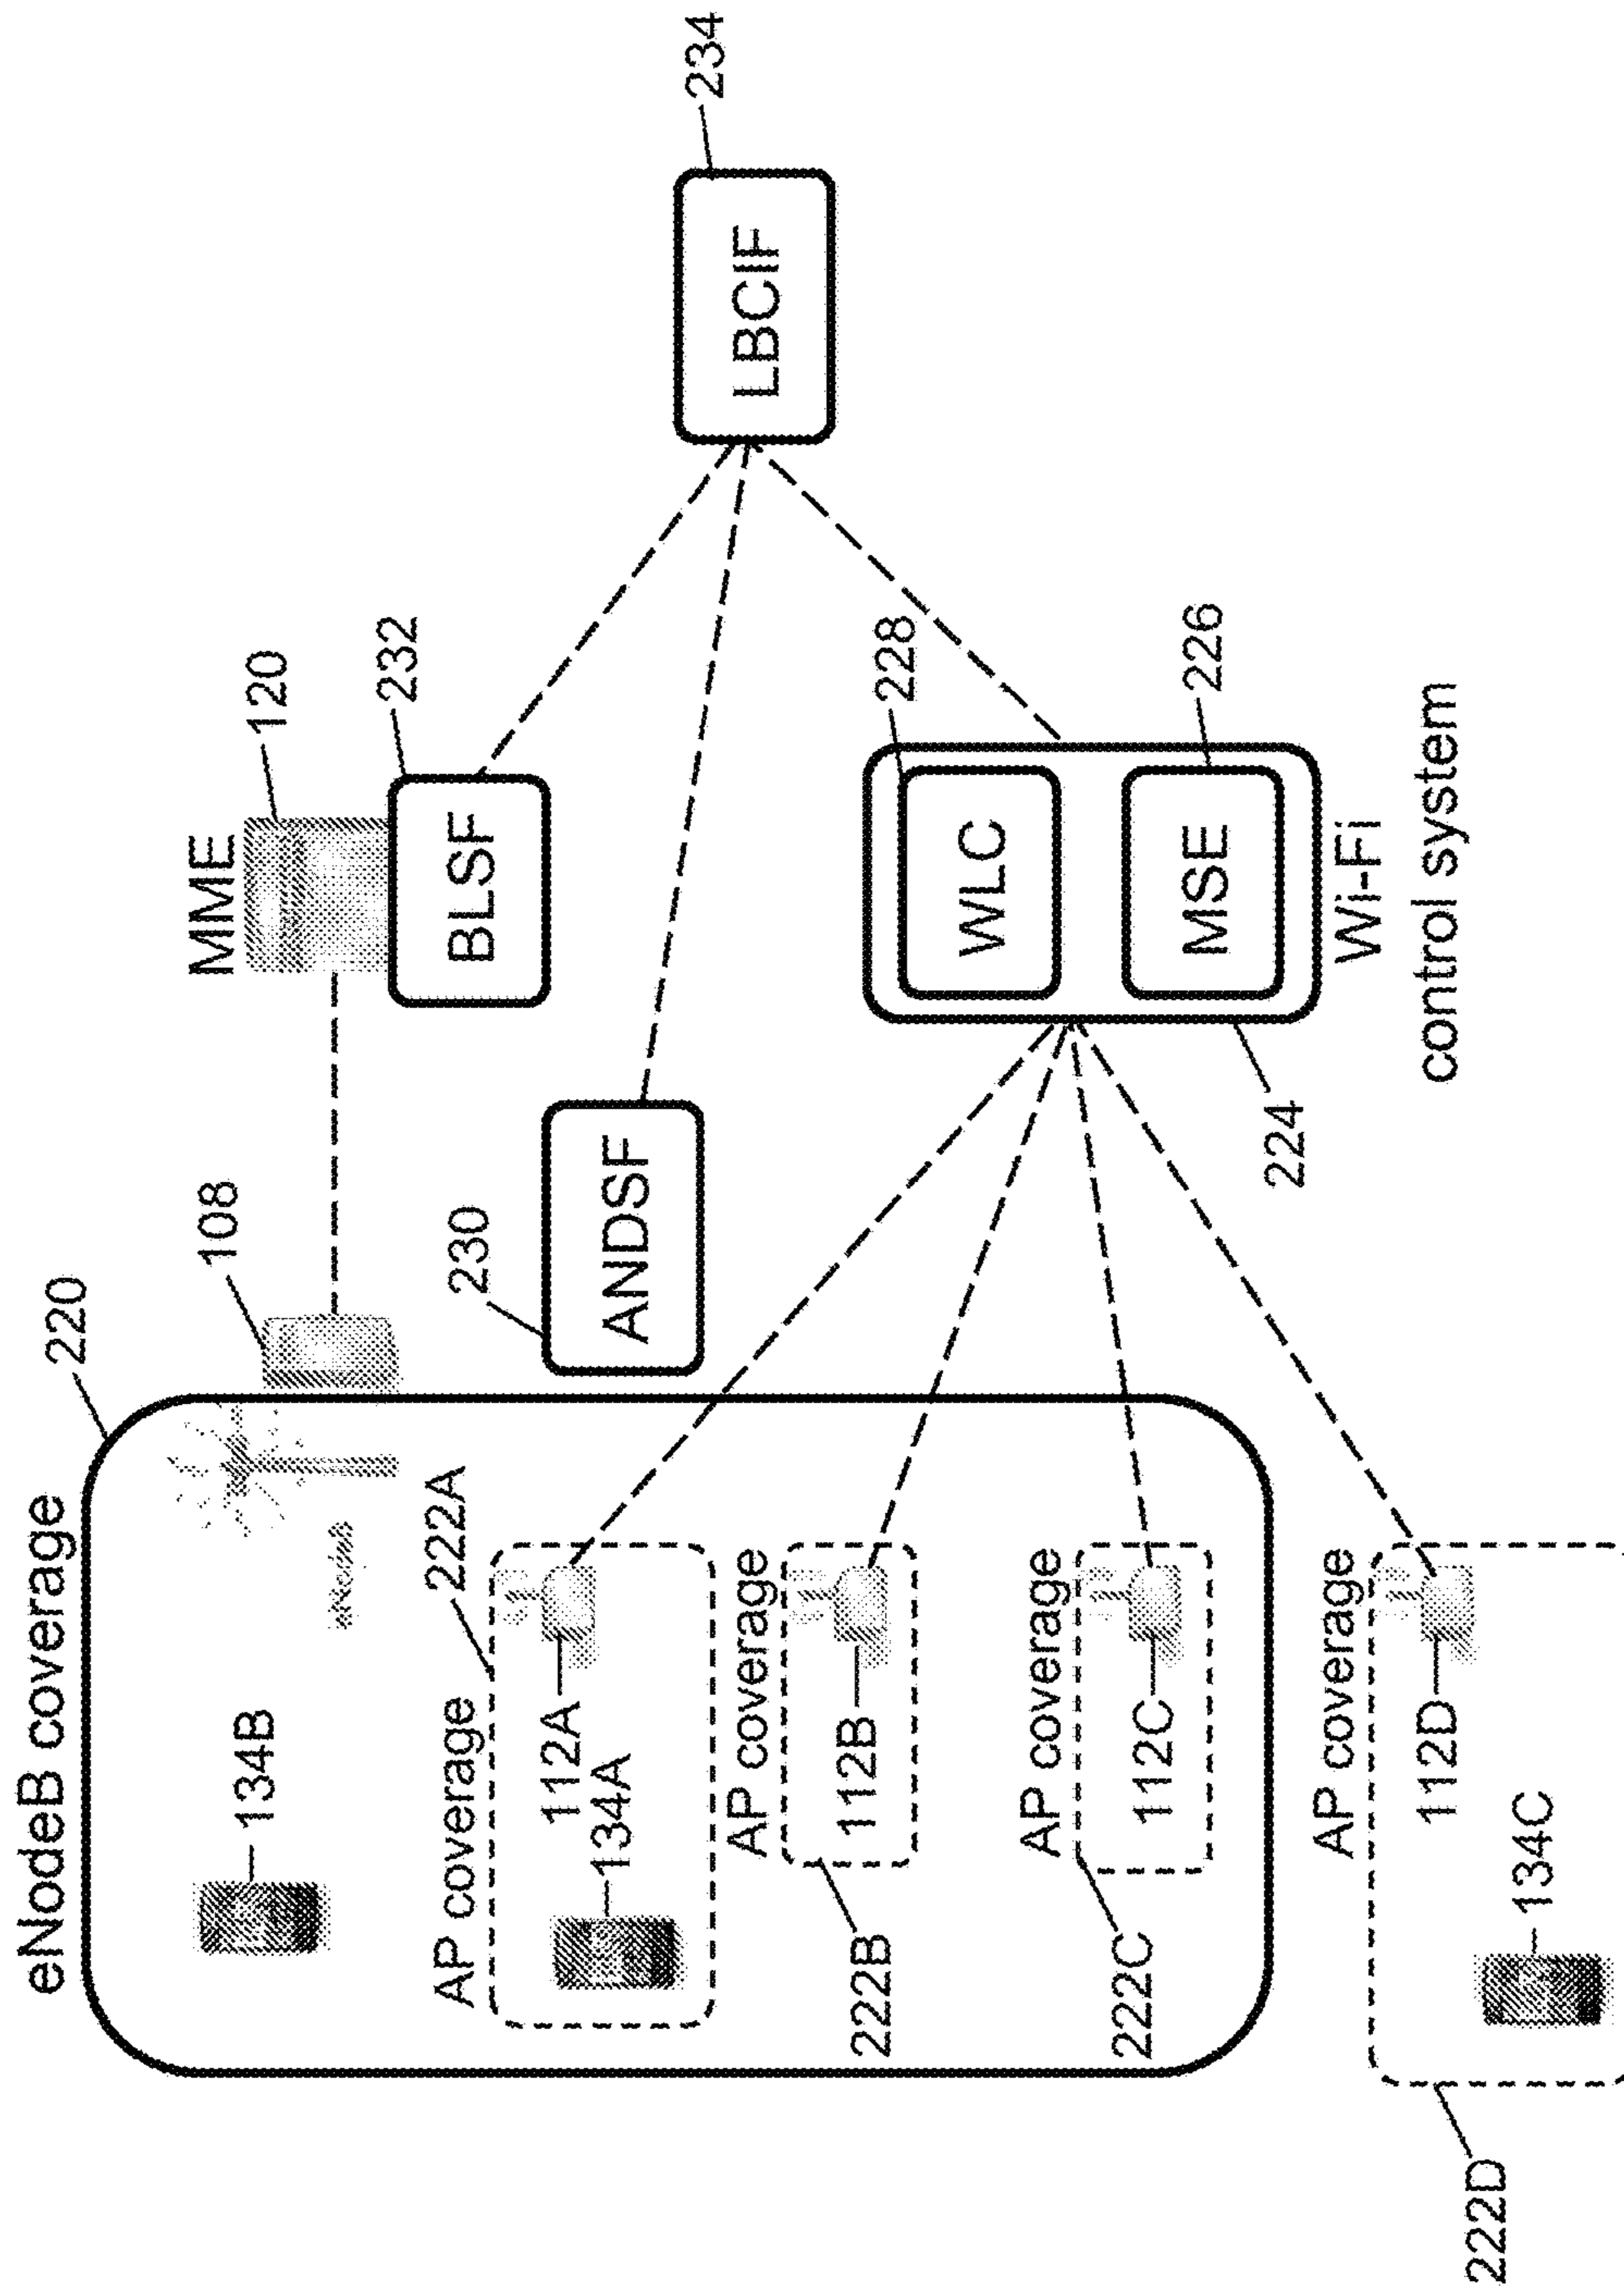 eNodeB coverage
220
134B
eNodeB
108
MME
120
BLSF
232
AP coverage
222A
112A
134A
230
ANDSF
LBCIF
234
AP coverage
112B
222B
228
WLC
AP coverage
112C
222C
MSE
226
224
Wi-Fi
control system
AP coverage
112D
134C
222D